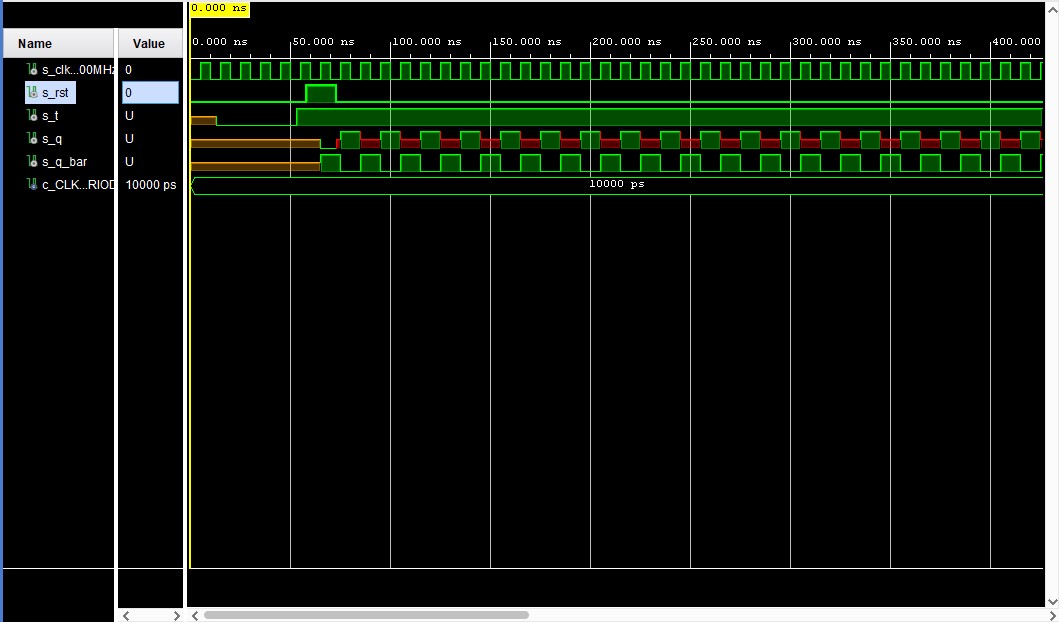 0.000 ns
Name Value
0.000 ns 50.000 ns 100.000 ns 150.000 ns 200.000 ns 250.000 ns 300.000 ns 350.000 ns 400.000
s_clk...00MHz 0
s_rst 0
s_t U
s_q U
s_q_bar U
c_CLK...RIOD 10000 ps 10000 ps